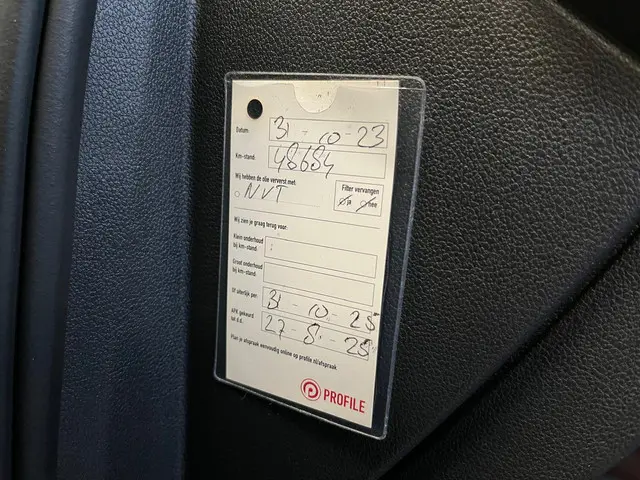 Datum: 31 - 10 - 23
Km-stand: 48684
Wij hebben de olie ververst met:
NVT
Filter vervangen
ja nee
Wij zien je graag terug voor:
Klein onderhoud
bij km-stand:
Groot onderhoud
bij km-stand:
Of uiterlijk per: 31 - 10 - 25
APK gekeurd
tot d.d. 27 - 8 - 25
Plan je afspraak eenvoudig online op profile.nl/afspraak
PROFILE